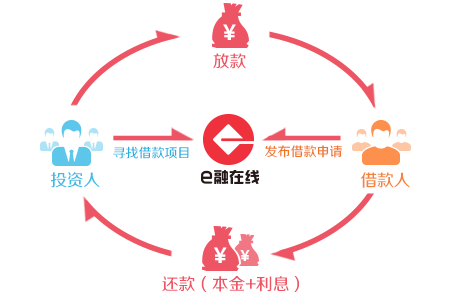 ¥
放款
寻找借款项目
发布借款申请
投资人
e融在线
借款人
¥ ¥
还款（本金+利息）